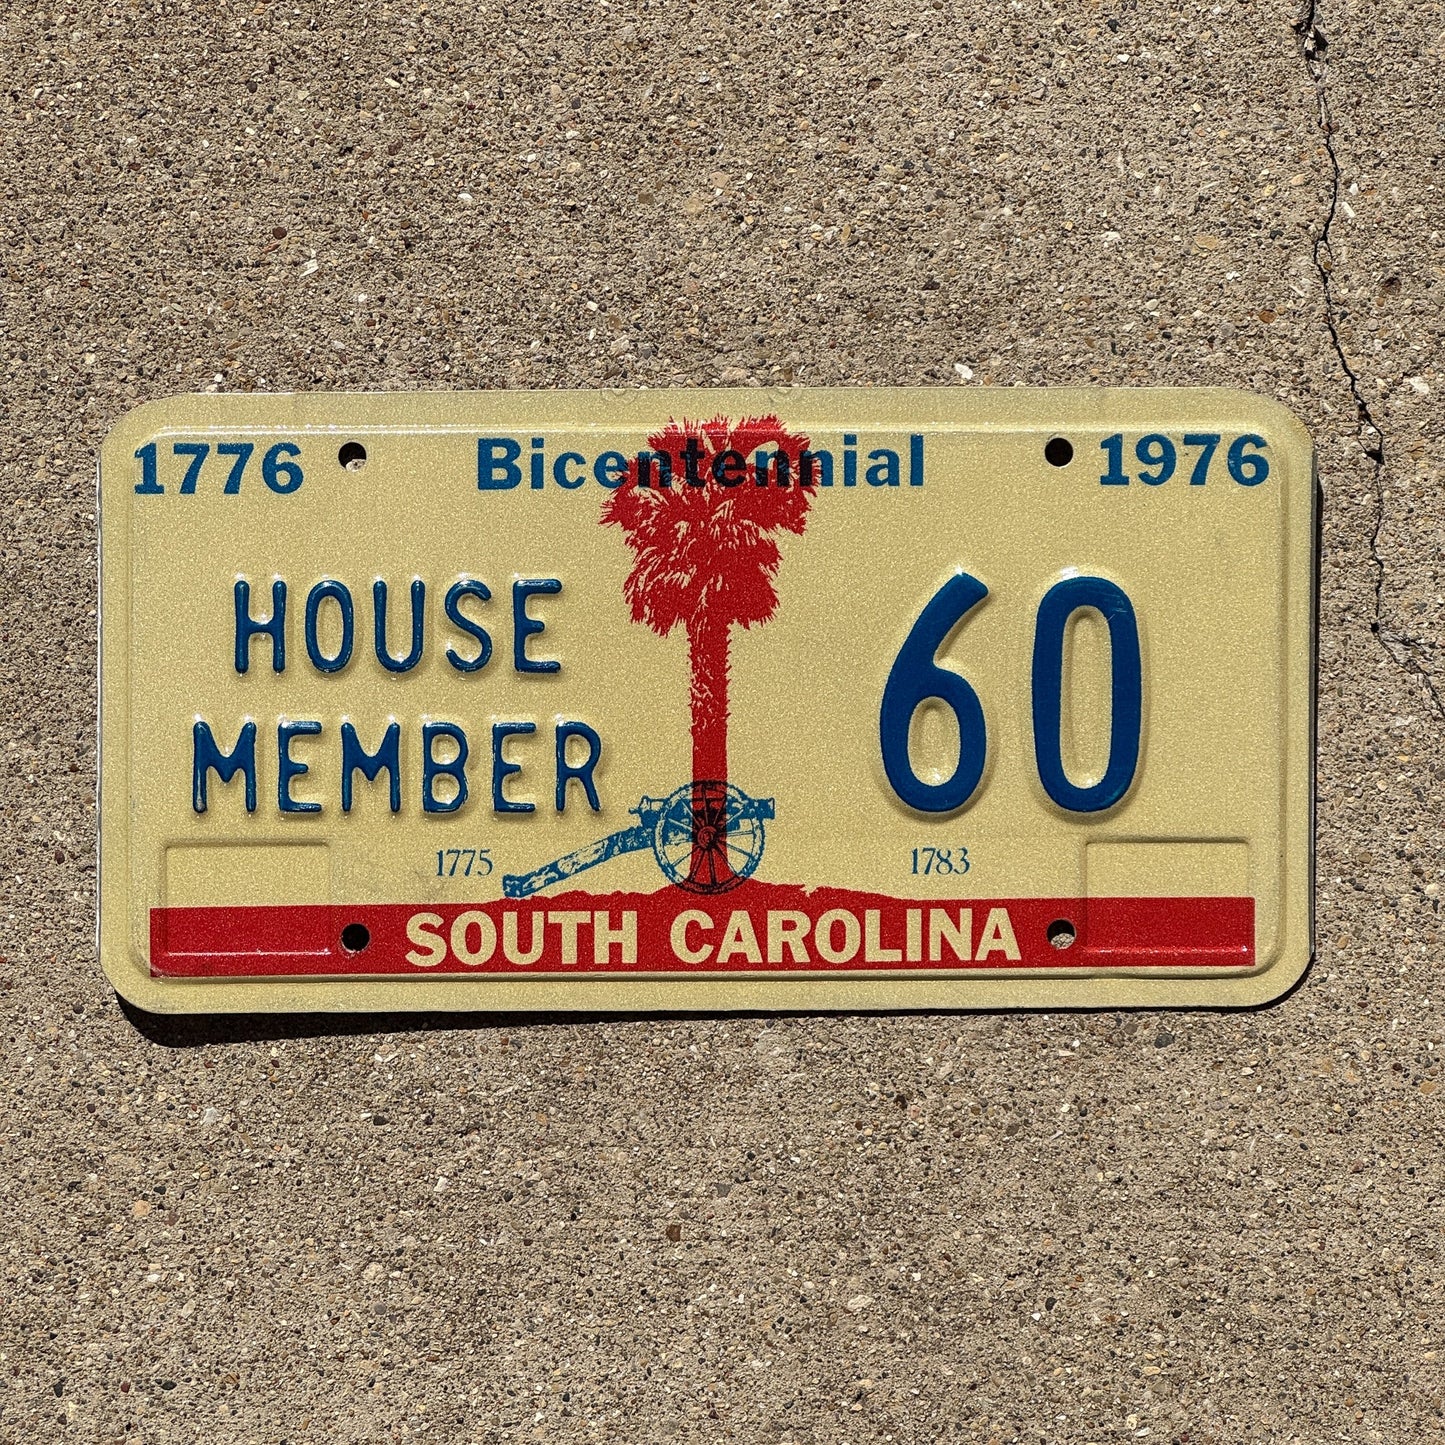 1776 Bicentennial 1976
HOUSE
MEMBER 60
1775 1783
SOUTH CAROLINA